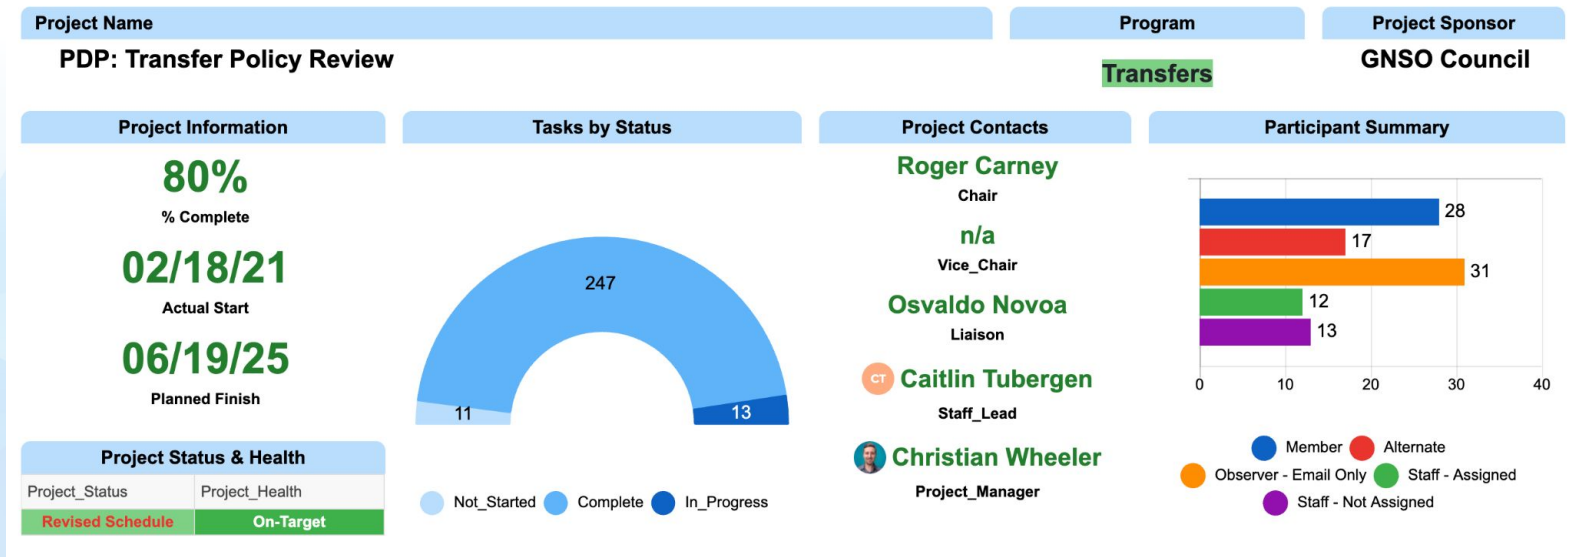 Project Name
PDP: Transfer Policy Review
Program
Transfers
Project Sponsor
GNSO Council
Project Information
80%
% Complete
02/18/21
Actual Start
06/19/25
Planned Finish
Project Status & Health
Project_Status Project_Health
Revised Schedule On-Target
Tasks by Status
247
11
13
Not_Started Complete In_Progress
Project Contacts
Roger Carney
Chair
n/a
Vice_Chair
Osvaldo Novoa
Liaison
CT Caitlin Tubergen
Staff_Lead
Christian Wheeler
Project_Manager
Participant Summary
28
17
31
12
13
0 10 20 30 40
Member Alternate
Observer - Email Only Staff - Assigned
Staff - Not Assigned